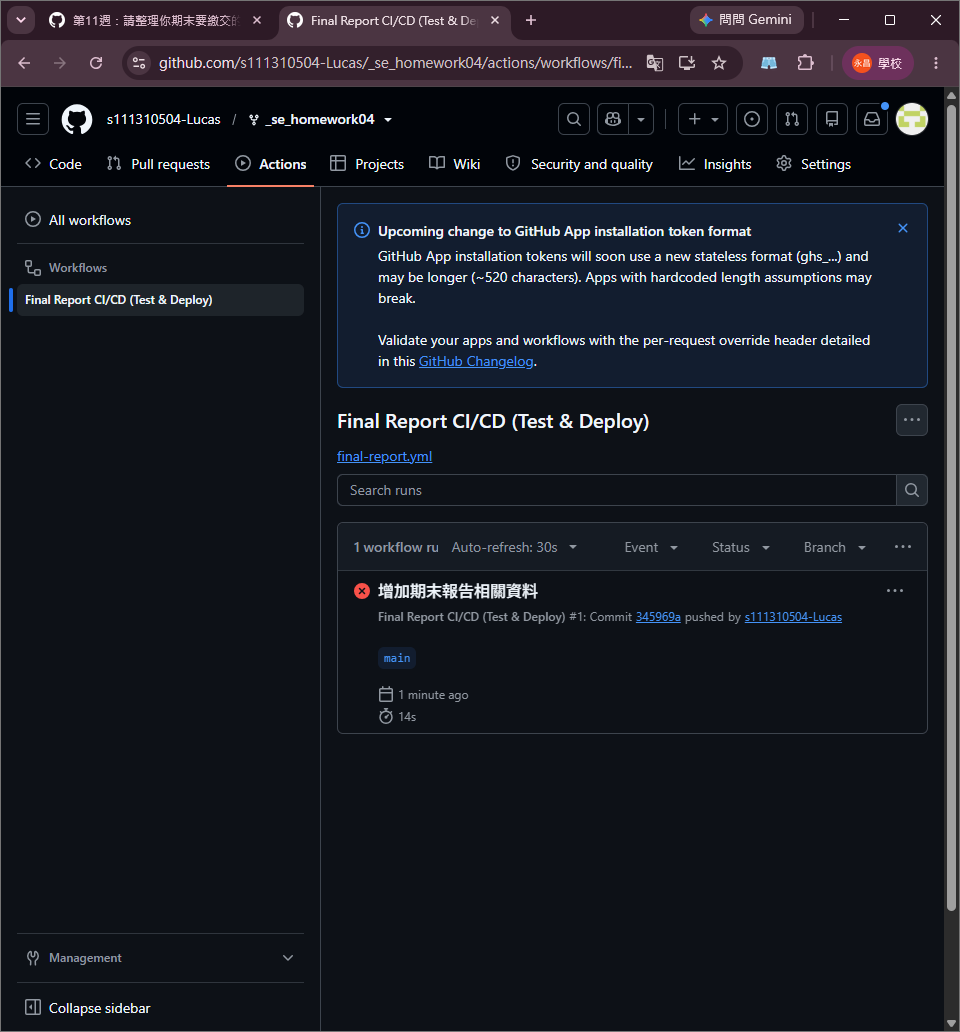 第11週：請整理你期末要繳交的
Final Report CI/CD (Test & De
問問 Gemini
github.com/s111310504-Lucas/_se_homework04/actions/workflows/fi...
永昌 學校
s111310504-Lucas / _se_homework04
Code Pull requests Actions Projects Wiki Security and quality Insights Settings
All workflows
Workflows
Final Report CI/CD (Test & Deploy)
Upcoming change to GitHub App installation token format
GitHub App installation tokens will soon use a new stateless format (ghs_...) and
may be longer (~520 characters). Apps with hardcoded length assumptions may
break.
Validate your apps and workflows with the per-request override header detailed
in this GitHub Changelog.
Final Report CI/CD (Test & Deploy)
final-report.yml
Search runs
1 workflow ru Auto-refresh: 30s Event Status Branch
增加期末報告相關資料
Final Report CI/CD (Test & Deploy) #1: Commit 345969a pushed by s111310504-Lucas
main
1 minute ago
14s
Management
Collapse sidebar